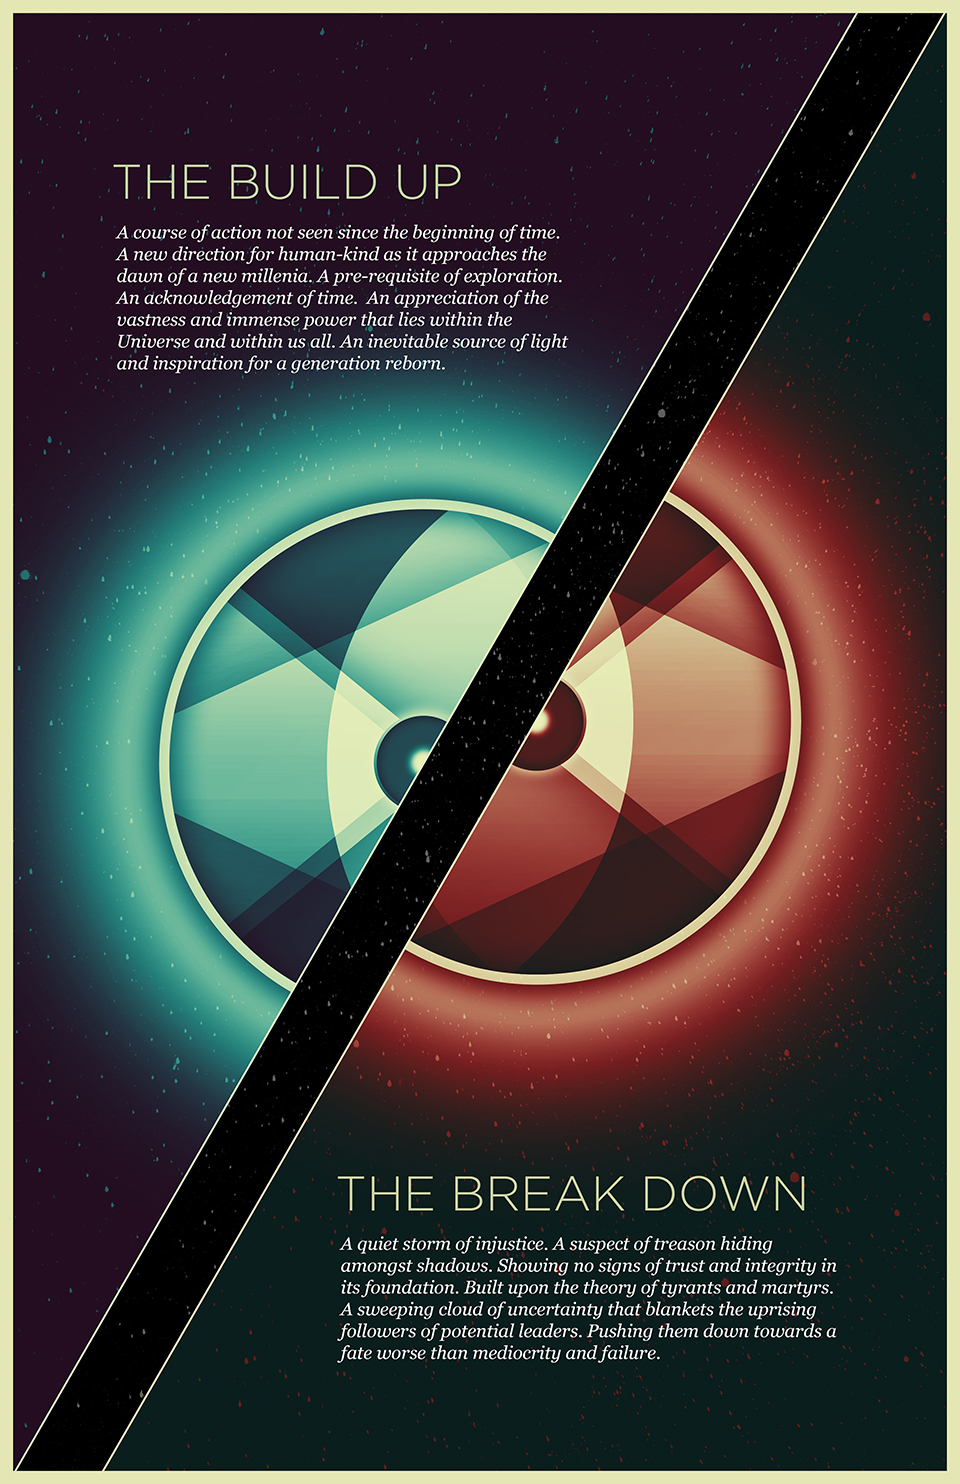 THE BUILD UP
A course of action not seen since the beginning of time.
A new direction for human-kind as it approaches the
dawn of a new millenia. A pre-requisite of exploration.
An acknowledgement of time.  An appreciation of the
vastness and immense power that lies within the
Universe and within us all. An inevitable source of light
and inspiration for a generation reborn.
THE BREAK DOWN
A quiet storm of injustice. A suspect of treason hiding
amongst shadows. Showing no signs of trust and integrity in
its foundation. Built upon the theory of tyrants and martyrs.
A sweeping cloud of uncertainty that blankets the uprising
followers of potential leaders. Pushing them down towards a
fate worse than mediocrity and failure.